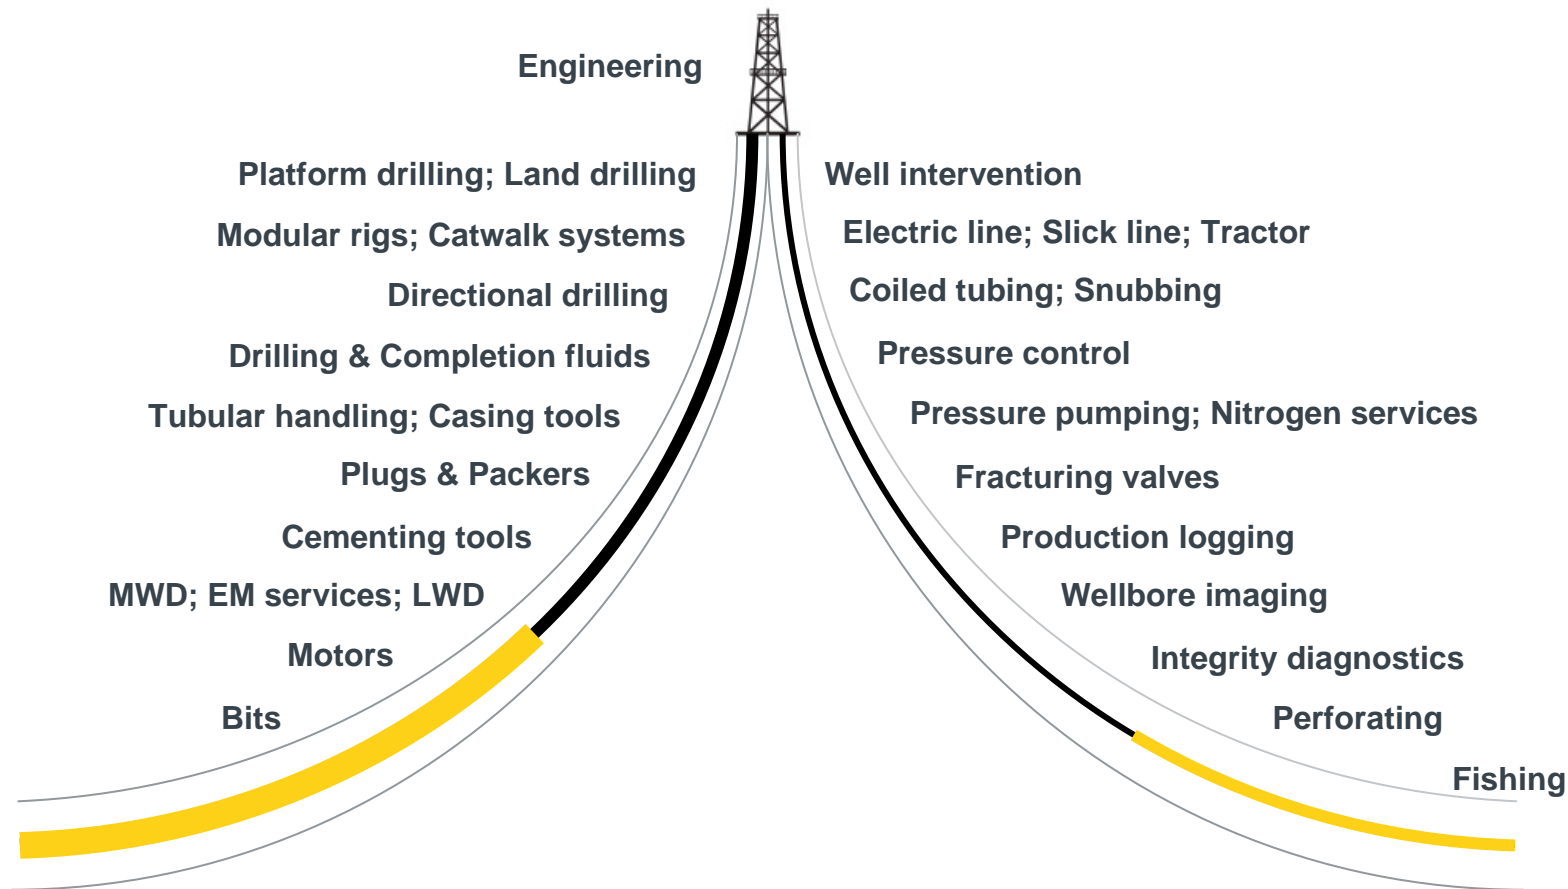 Engineering
Platform drilling; Land drilling
Modular rigs; Catwalk systems
Directional drilling
Drilling & Completion fluids
Tubular handling; Casing tools
Plugs & Packers
Cementing tools
MWD; EM services; LWD
Motors
Bits
Well intervention
Electric line; Slick line; Tractor
Coiled tubing; Snubbing
Pressure control
Pressure pumping; Nitrogen services
Fracturing valves
Production logging
Wellbore imaging
Integrity diagnostics
Perforating
Fishing